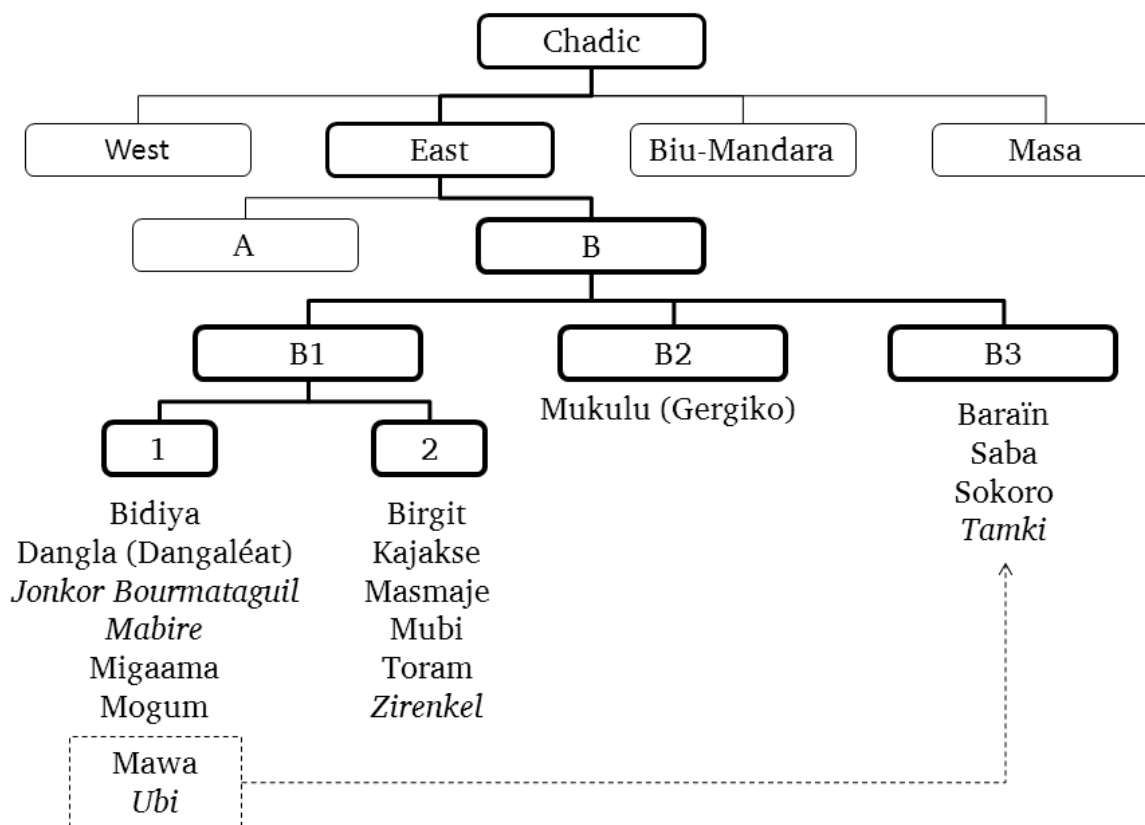 Chadic
West
East
Biu-Mandara
Masa
A
B
B1
B2
B3
Mukulu (Gergiko)
Baraïn
Saba
Sokoro
Tamki
1
2
Bidiya
Dangla (Dangaléat)
Jonkor Bourmataguil
Mabire
Migaama
Mogum
Mawa
Ubi
Birgit
Kajakse
Masmaje
Mubi
Toram
Zirenkel